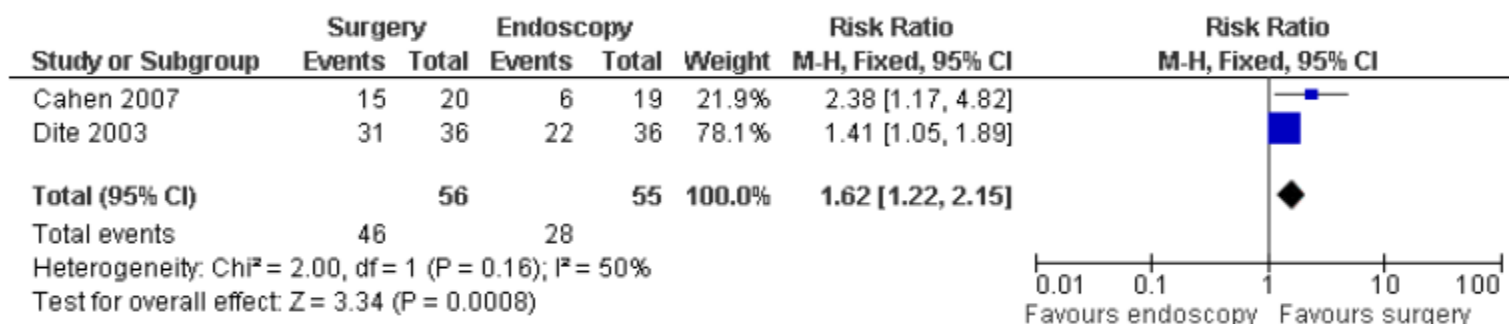 Surgery Endoscopy Risk Ratio Risk Ratio
Study or Subgroup Events Total Events Total Weight M-H, Fixed, 95% CI M-H, Fixed, 95% CI
Cahen 2007 15 20 6 19 21.9% 2.38 [1.17, 4.82]
Dite 2003 31 36 22 36 78.1% 1.41 [1.05, 1.89]
Total (95% CI) 56 55 100.0% 1.62 [1.22, 2.15]
Total events 46 28
Heterogeneity: Chi² = 2.00, df = 1 (P = 0.16); I² = 50%
Test for overall effect: Z = 3.34 (P = 0.0008)
0.01 0.1 1 10 100
Favours endoscopy Favours surgery